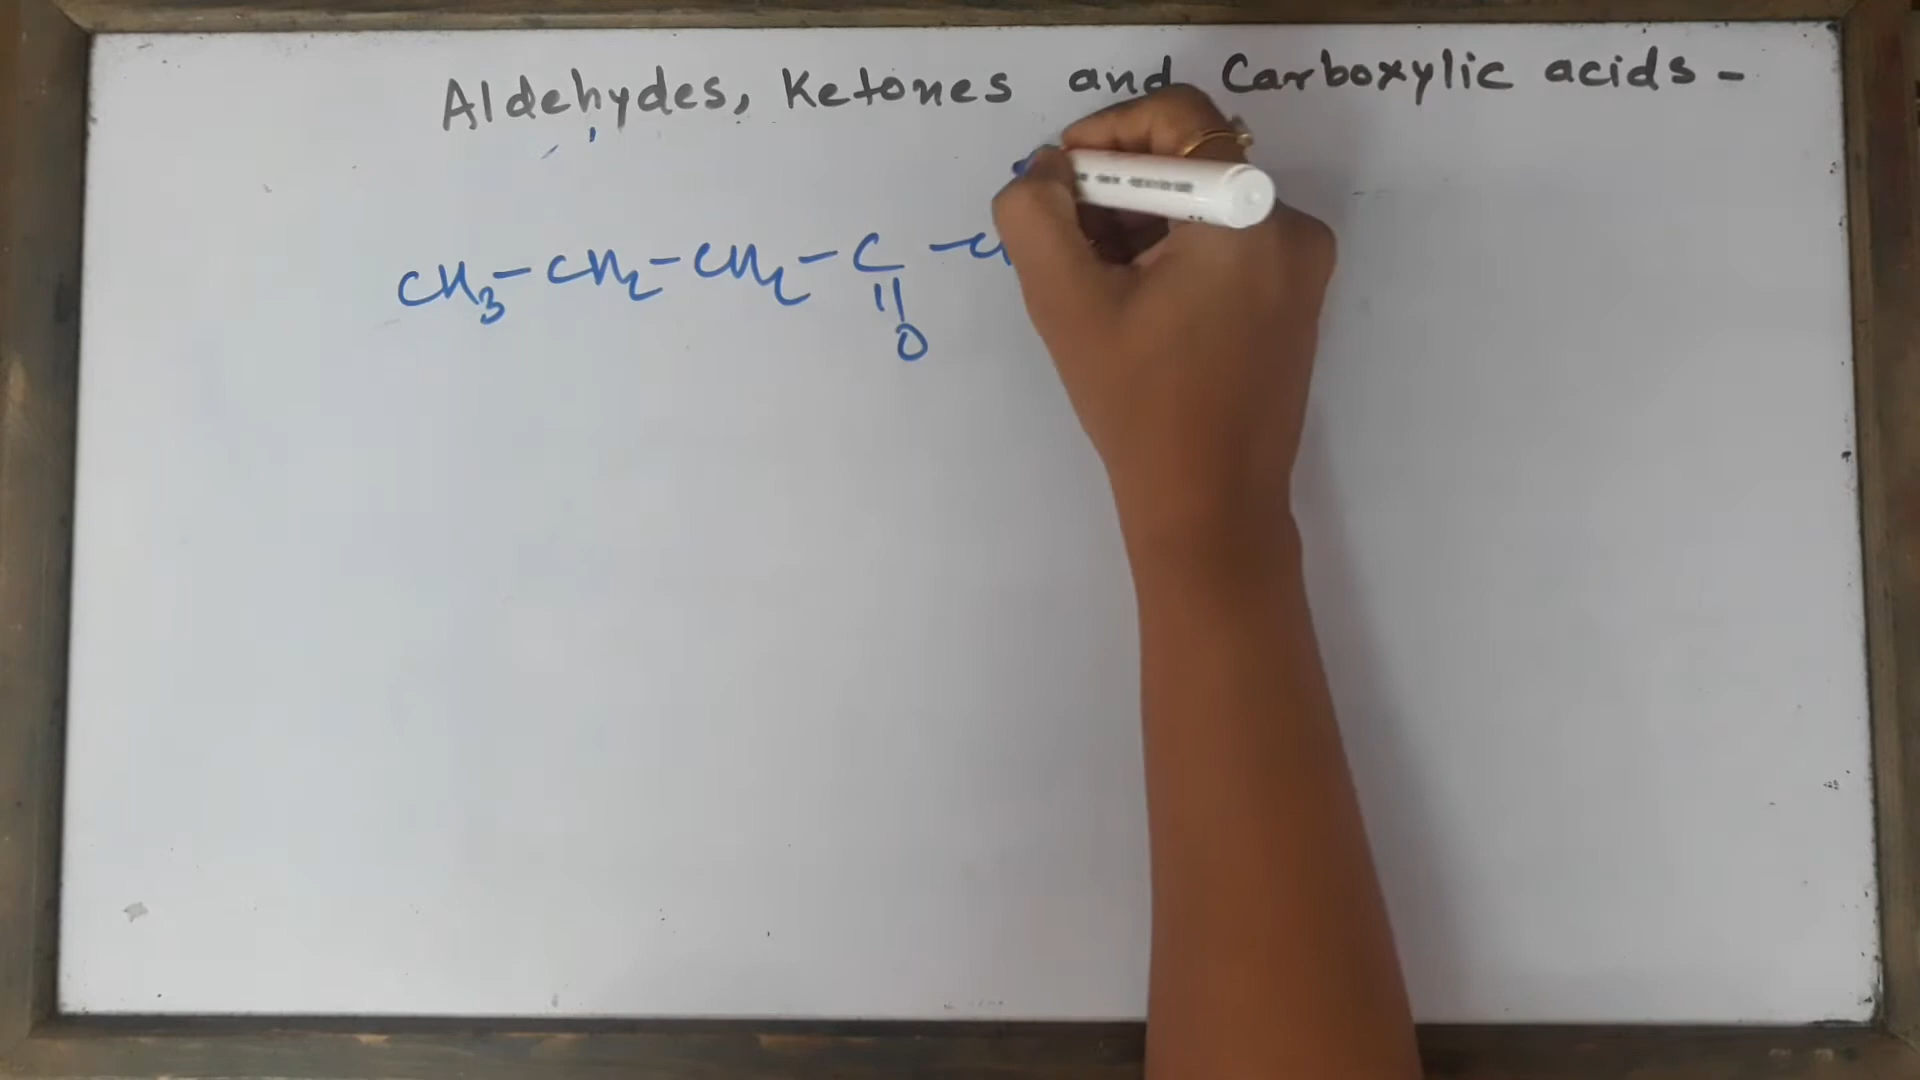 Aldehydes, Ketones and Carboxylic acids -
CH3-CH2-CH2-C-C
||
O